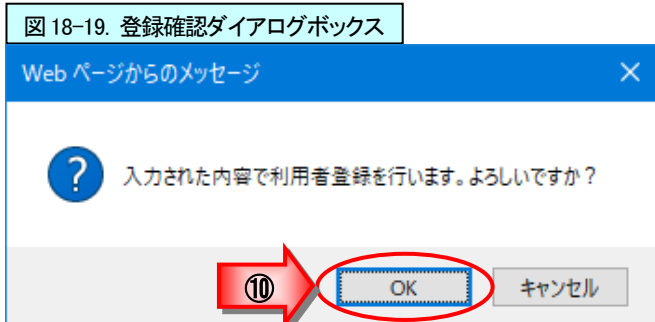 図 18-19. 登録確認ダイアログボックス
Web ページからのメッセージ
入力された内容で利用者登録を行います。よろしいですか？
⑩
OK
キャンセル